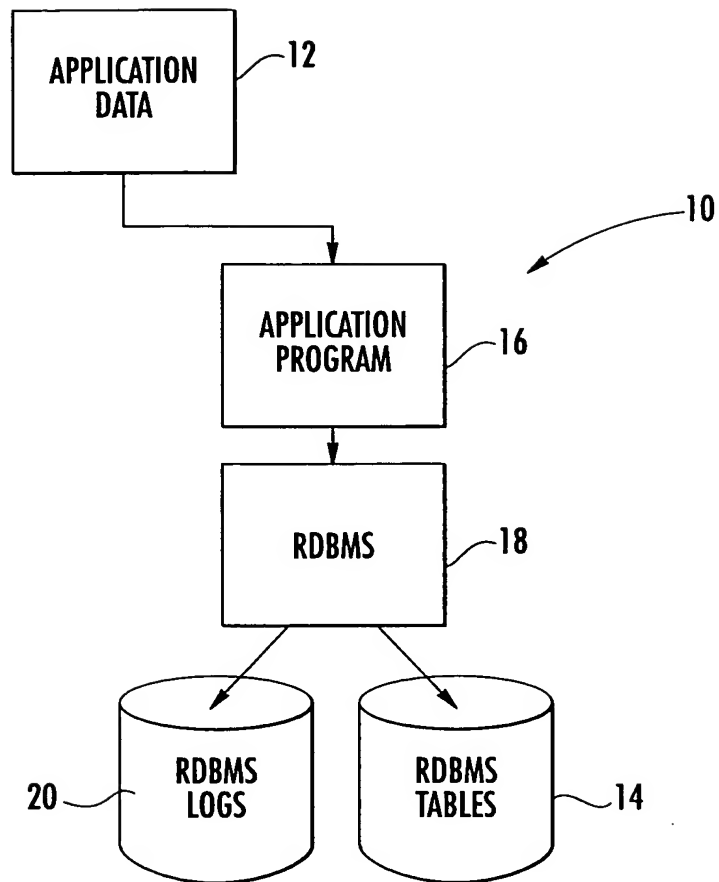 APPLICATION
DATA
12
10
APPLICATION
PROGRAM
16
RDBMS
18
RDBMS
LOGS
20
RDBMS
TABLES
14